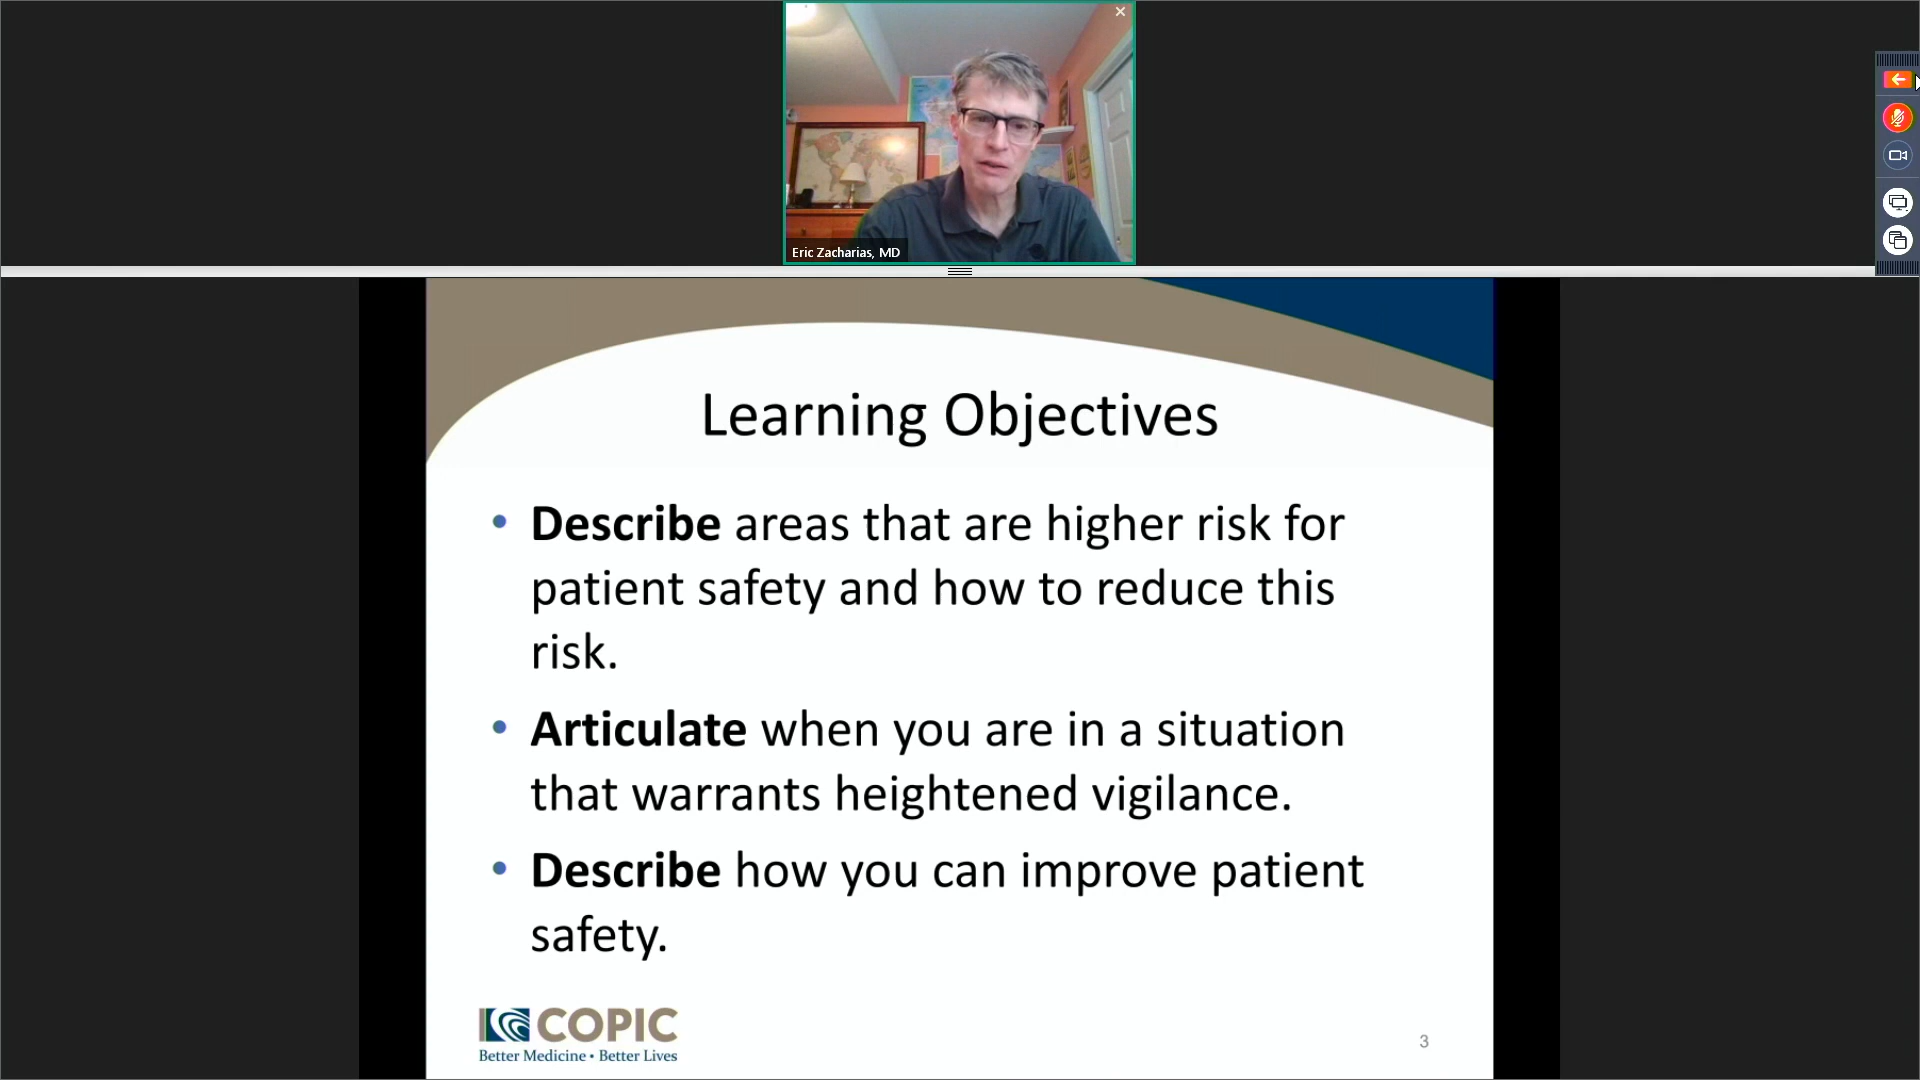 Eric Zacharias, MD
Learning Objectives
• Describe areas that are higher risk for
patient safety and how to reduce this
risk.
• Articulate when you are in a situation
that warrants heightened vigilance.
• Describe how you can improve patient
safety.
COPIC
Better Medicine • Better Lives
3